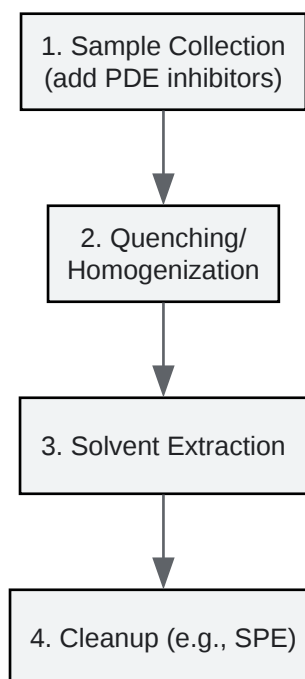 1. Sample Collection
(add PDE inhibitors)
2. Quenching/
Homogenization
3. Solvent Extraction
4. Cleanup (e.g., SPE)